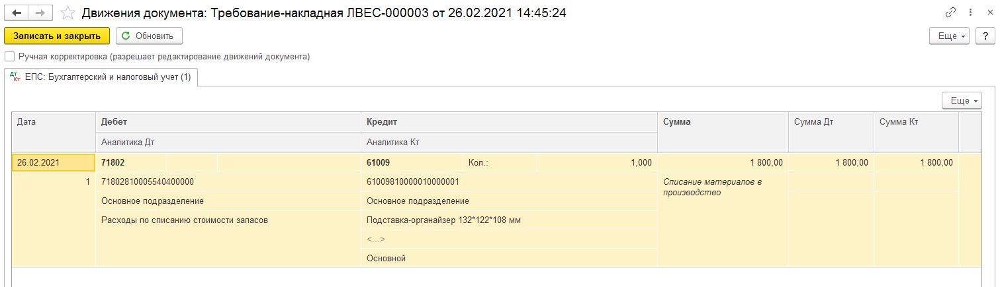 Движения документа: Требование-накладная ЛВЕС-000003 от 26.02.2021 14:45:24
Записать и закрыть Обновить Еще ?
Ручная корректировка (разрешает редактирование движений документа)
Дт Кт ЕПС: Бухгалтерский и налоговый учет (1)
Еще
Дата Дебет Кредит Сумма Сумма Дт Сумма Кт
Аналитика Дт Аналитика Кт
26.02.2021 71802 61009 Кол.: 1,000 1 800,00 1 800,00 1 800,00
1 71802810005540400000 61009810000010000001 Списание материалов в
производство
Основное подразделение Основное подразделение
Расходы по списанию стоимости запасов Подставка-органайзер 132*122*108 мм
<...>
Основной